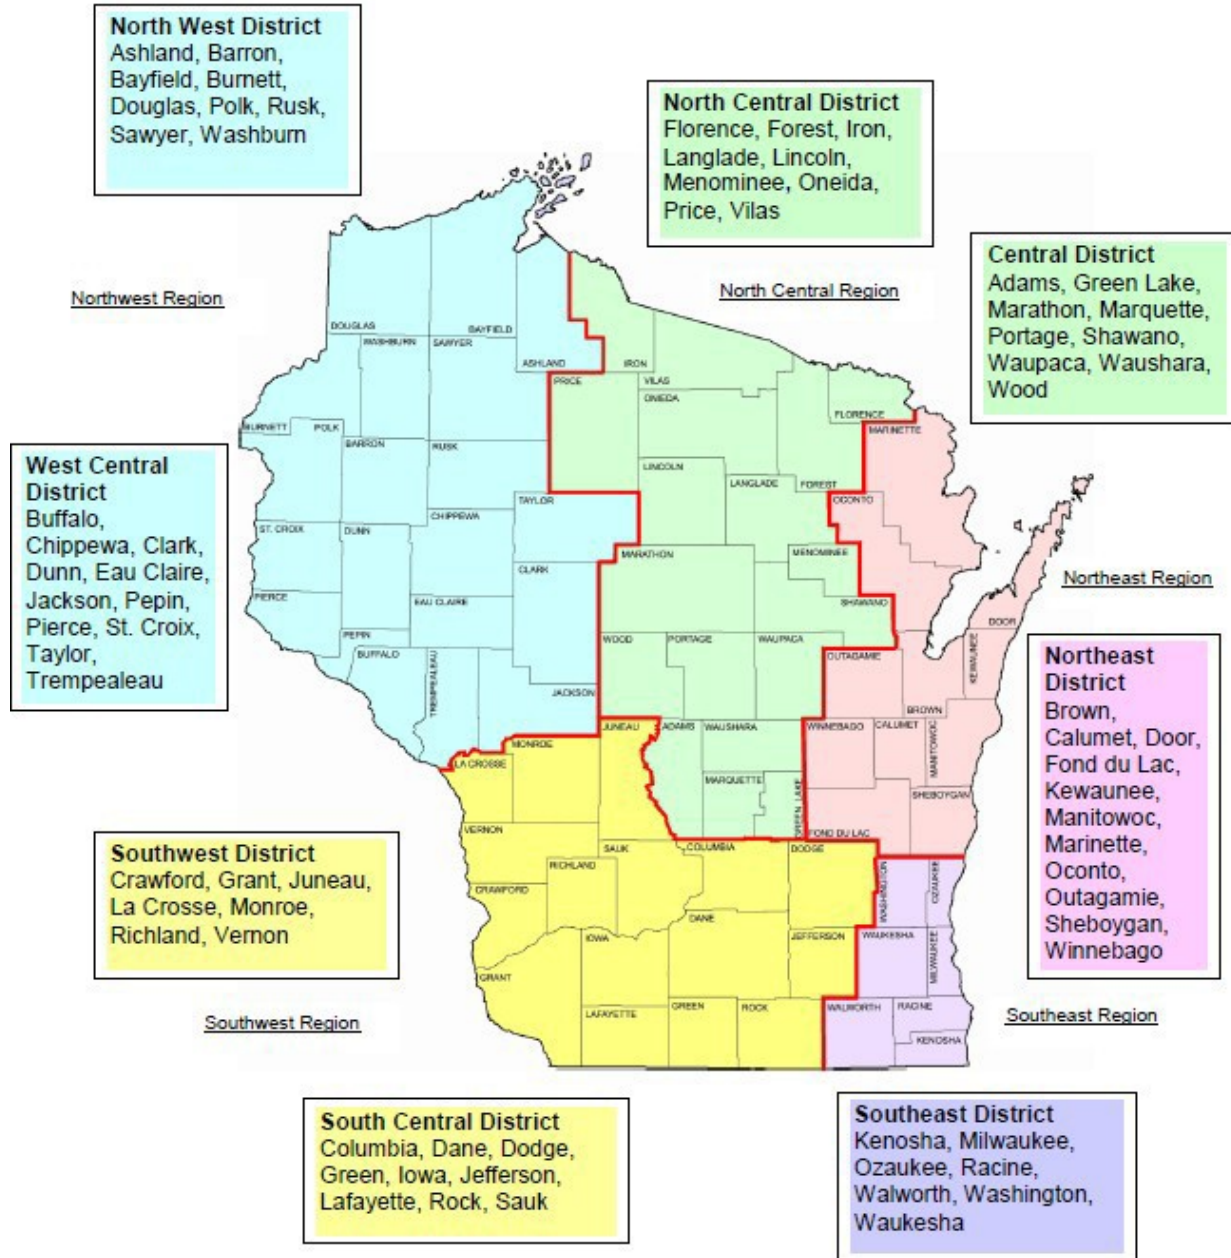 North West District
Ashland, Barron,
Bayfield, Burnett,
Douglas, Polk, Rusk,
Sawyer, Washburn
North Central District
Florence, Forest, Iron,
Langlade, Lincoln,
Menominee, Oneida,
Price, Vilas
Central District
Adams, Green Lake,
Marathon, Marquette,
Portage, Shawano,
Waupaca, Waushara,
Wood
Northwest Region
North Central Region
DOUGLAS
BAYFIELD
WASHBURN
SAWYER
ASHLAND
IRON
PRICE
VILAS
ONEIDA
FLORENCE
MARINETTE
BURNETT
POLK
BARRON
RUSK
LINCOLN
LANGLADE
FOREST
OCONTO
TAYLOR
CHIPPEWA
ST. CROIX
DUNN
MARATHON
MENOMINEE
CLARK
PIERCE
EAU CLAIRE
SHAWANO
DOOR
PEPIN
BUFFALO
WOOD
PORTAGE
WAUPACA
OUTAGAMIE
KEWAUNEE
TREMPEALEAU
JACKSON
BROWN
JUNEAU
ADAMS
WAUSHARA
WINNEBAGO
CALUMET
MANITOWOC
MONROE
LA CROSSE
MARQUETTE
GREEN LAKE
SHEBOYGAN
VERNON
FOND DU LAC
SAUK
COLUMBIA
DODGE
RICHLAND
CRAWFORD
WASHINGTON
OZAUKEE
DANE
IOWA
JEFFERSON
WAUKESHA
MILWAUKEE
GRANT
LAFAYETTE
GREEN
ROCK
WALWORTH
RACINE
KENOSHA
West Central
District
Buffalo,
Chippewa, Clark,
Dunn, Eau Claire,
Jackson, Pepin,
Pierce, St. Croix,
Taylor,
Trempealeau
Northeast Region
Northeast
District
Brown,
Calumet, Door,
Fond du Lac,
Kewaunee,
Manitowoc,
Marinette,
Oconto,
Outagamie,
Sheboygan,
Winnebago
Southwest District
Crawford, Grant, Juneau,
La Crosse, Monroe,
Richland, Vernon
Southwest Region
Southeast Region
South Central District
Columbia, Dane, Dodge,
Green, Iowa, Jefferson,
Lafayette, Rock, Sauk
Southeast District
Kenosha, Milwaukee,
Ozaukee, Racine,
Walworth, Washington,
Waukesha